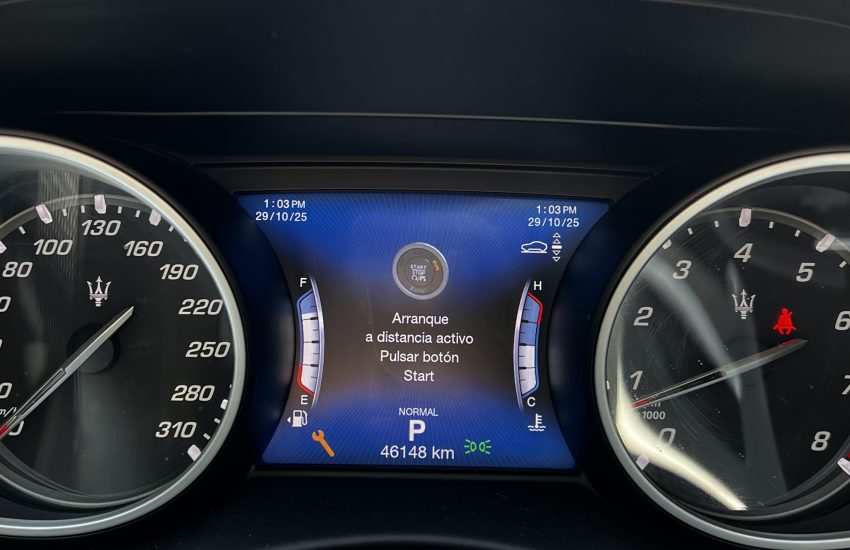 1:03 PM
29/10/25
1:03 PM
29/10/25
START
STOP
Arranque
a distancia activo
Pulsar botón
Start
F
E
H
C
NORMAL
P
46148 km
80
100
130
160
190
220
250
280
310
0
1
2
3
4
5
6
7
8
x1000